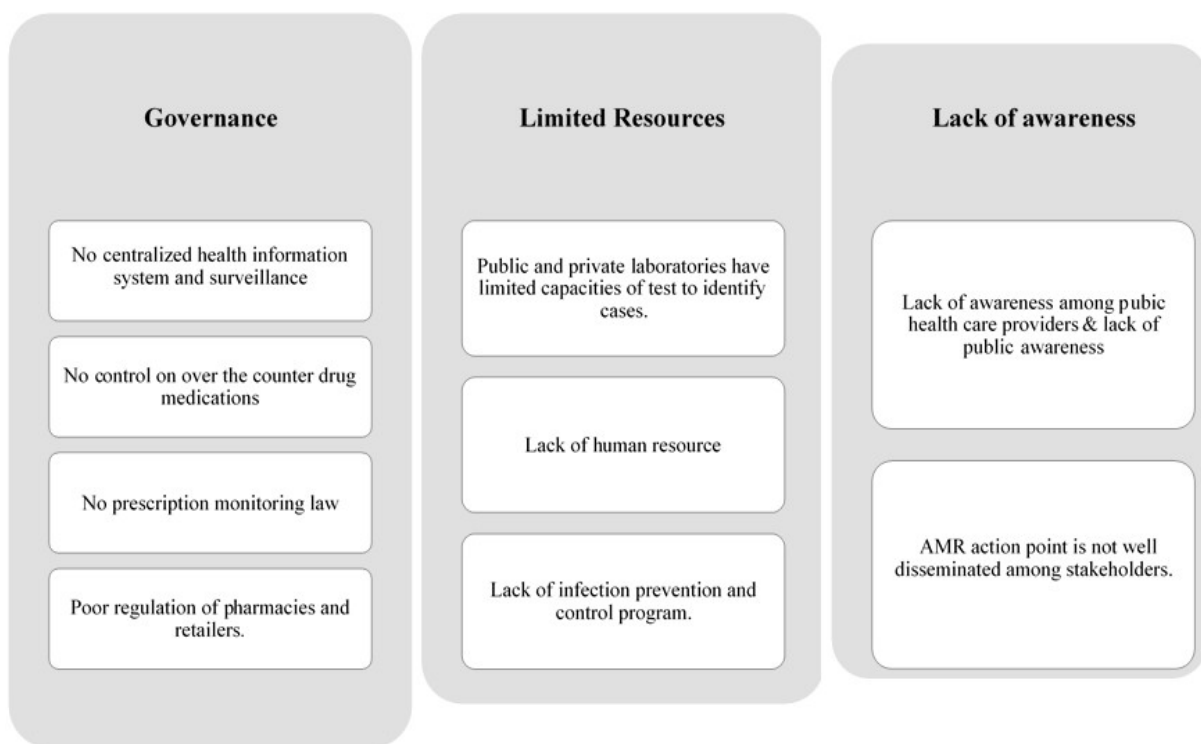 Governance
No centralized health information
system and surveillance
No control on over the counter drug
medications
No prescription monitoring law
Poor regulation of pharmacies and
retailers.
Limited Resources
Public and private laboratories have
limited capacities of test to identify
cases.
Lack of human resource
Lack of infection prevention and
control program.
Lack of awareness
Lack of awareness among pubic
health care providers & lack of
public awareness
AMR action point is not well
disseminated among stakeholders.